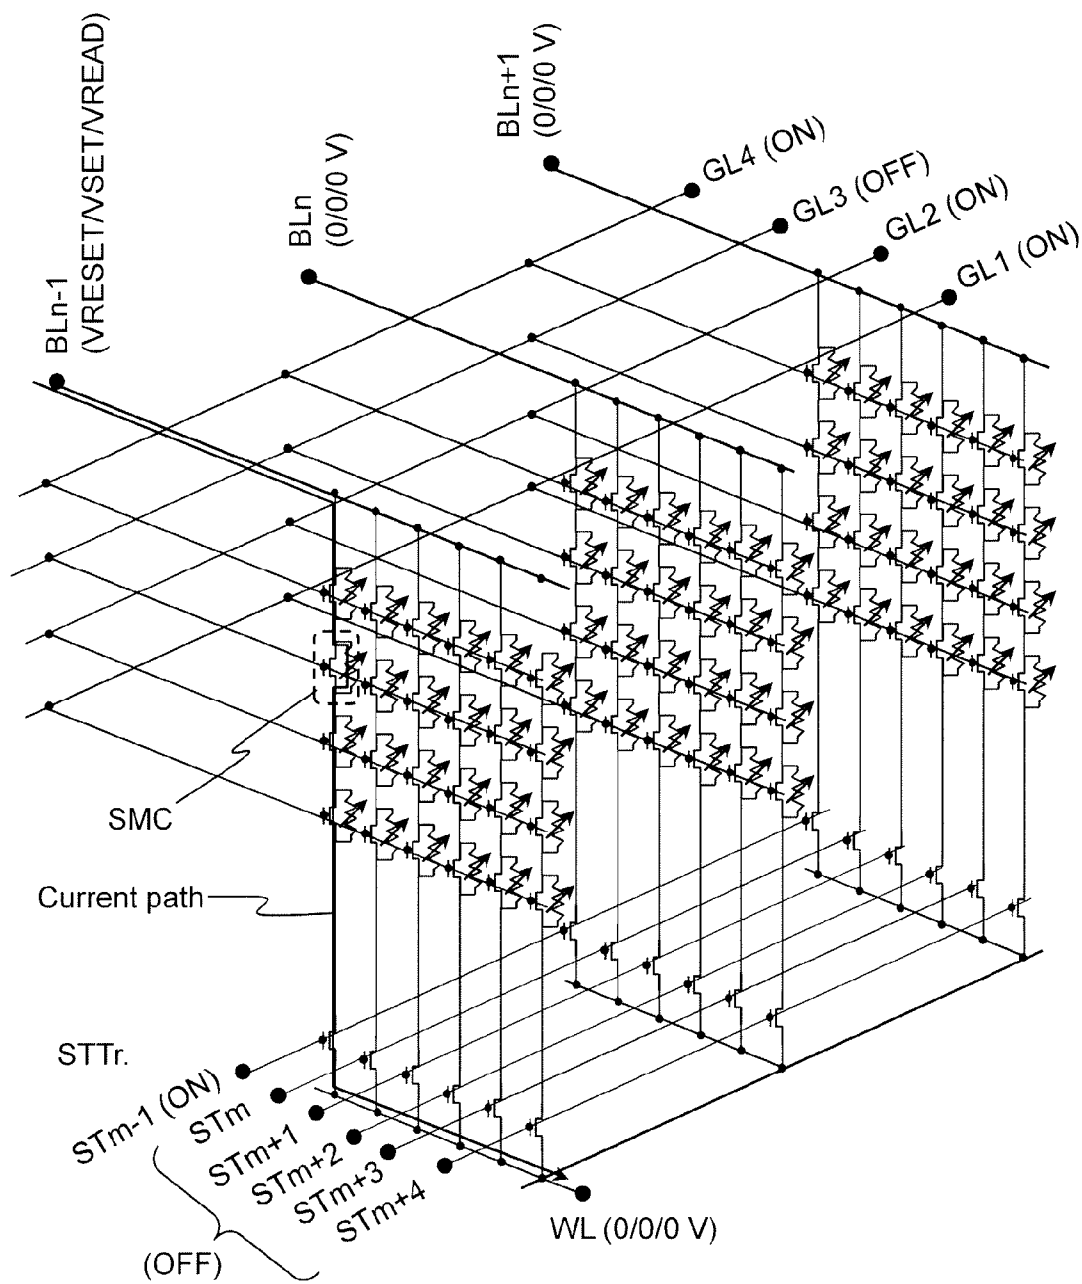 BLn-1
(VRESET/VSET/VREAD)
BLn
(0/0/0 V)
BLn+1
(0/0/0 V)
GL4 (ON)
GL3 (OFF)
GL2 (ON)
GL1 (ON)
SMC
Current path
STTr.
STm-1 (ON)
STm
STm+1
STm+2
STm+3
STm+4
(OFF)
WL (0/0/0 V)